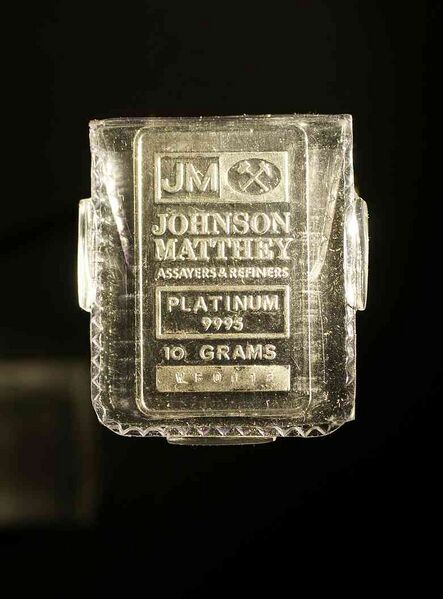 JM
JOHNSON
MATTHEY
ASSAYERS & REFINERS
PLATINUM
9995
10 GRAMS